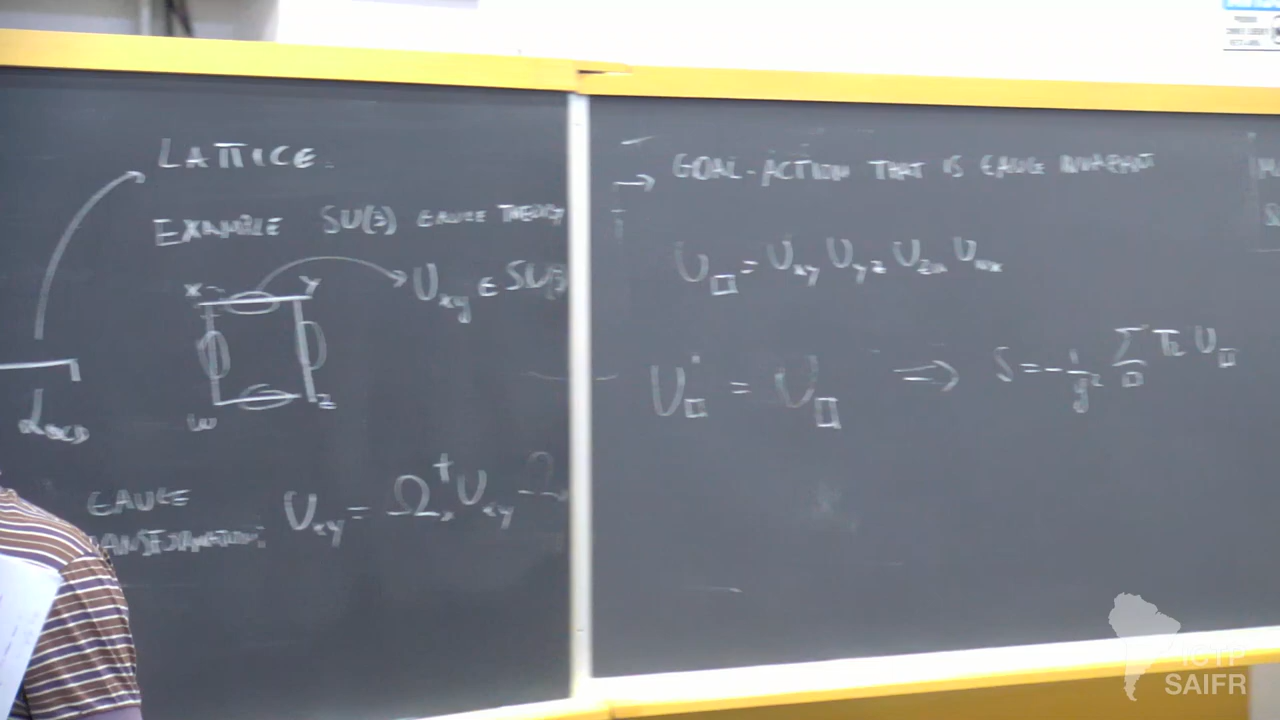 LATTICE.
EXAMPLE SU(3) GAUGE THEORY
x y
U_xy ∈ SU(3
w z
L_QCD
GAUGE
TRANSFORMATION:
U_xy = Ω_x^† U_xy Ω
→ GOAL - ACTION THAT IS GAUGE INVARIANT
U_□ = U_xy U_yz U_zw U_wx
U'_□ = U_□ ⇒ S = - 1/g² Σ_□ Tr U_□
ICTP
SAIFR